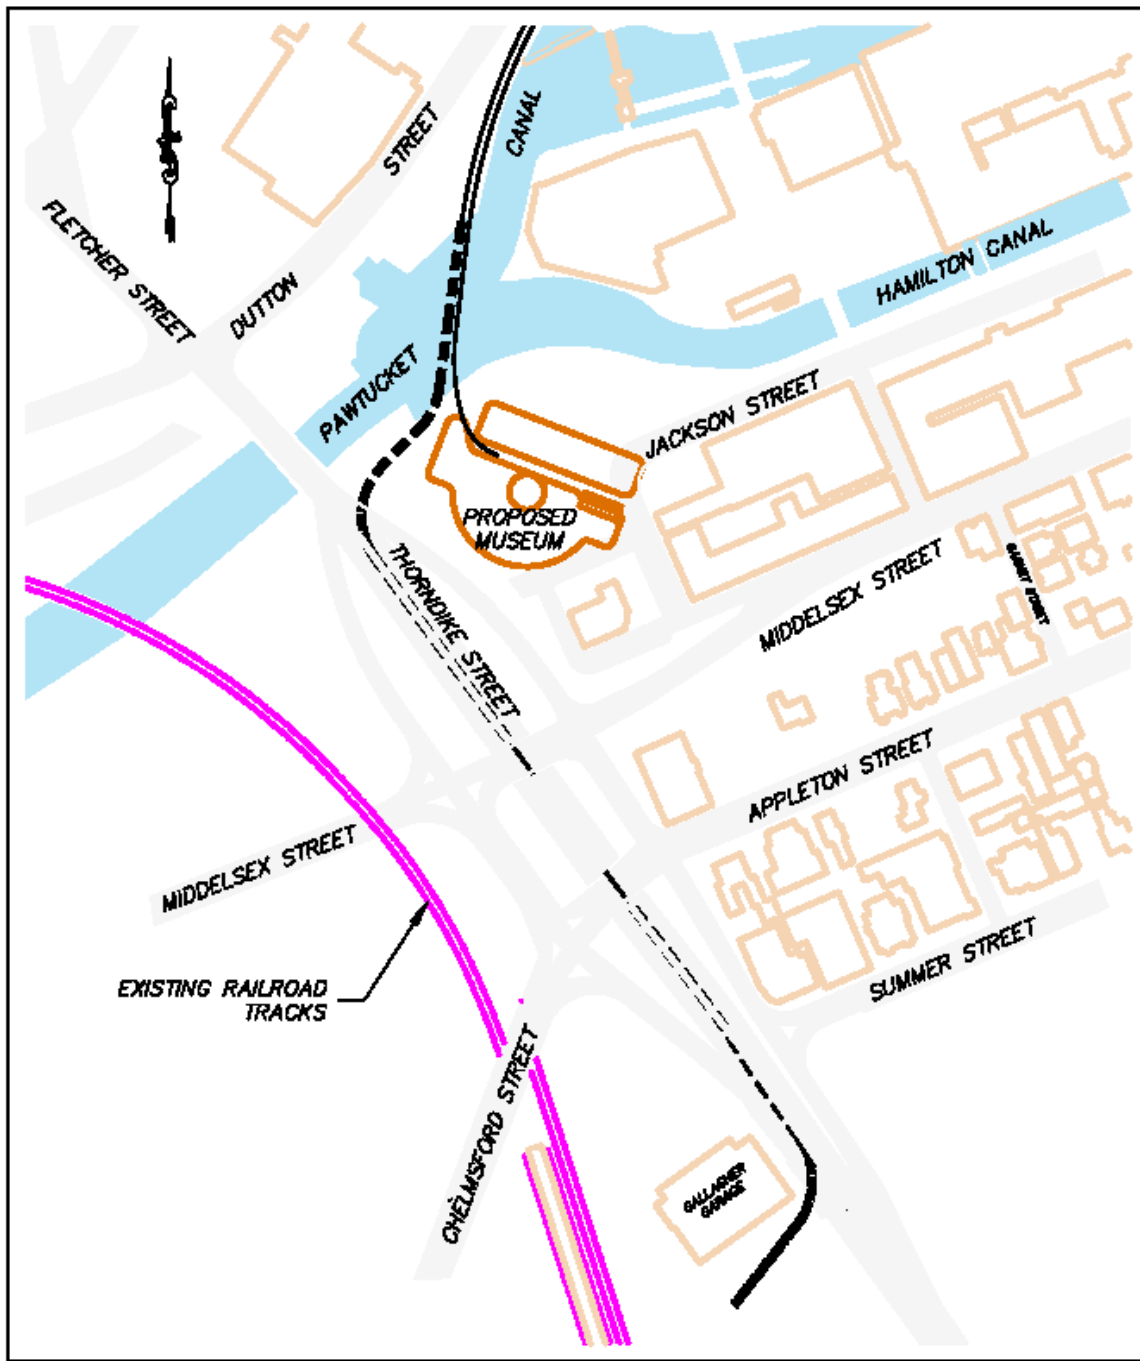 CANAL
STREET
FLETCHER STREET
DUTTON
HAMILTON CANAL
PAWTUCKET
JACKSON STREET
PROPOSED
MUSEUM
THORNDIKE STREET
MIDDELSEX STREET
APPLETON STREET
MIDDELSEX STREET
SUMMER STREET
EXISTING RAILROAD
TRACKS
CHELMSFORD STREET
GALLAGHER
GARAGE